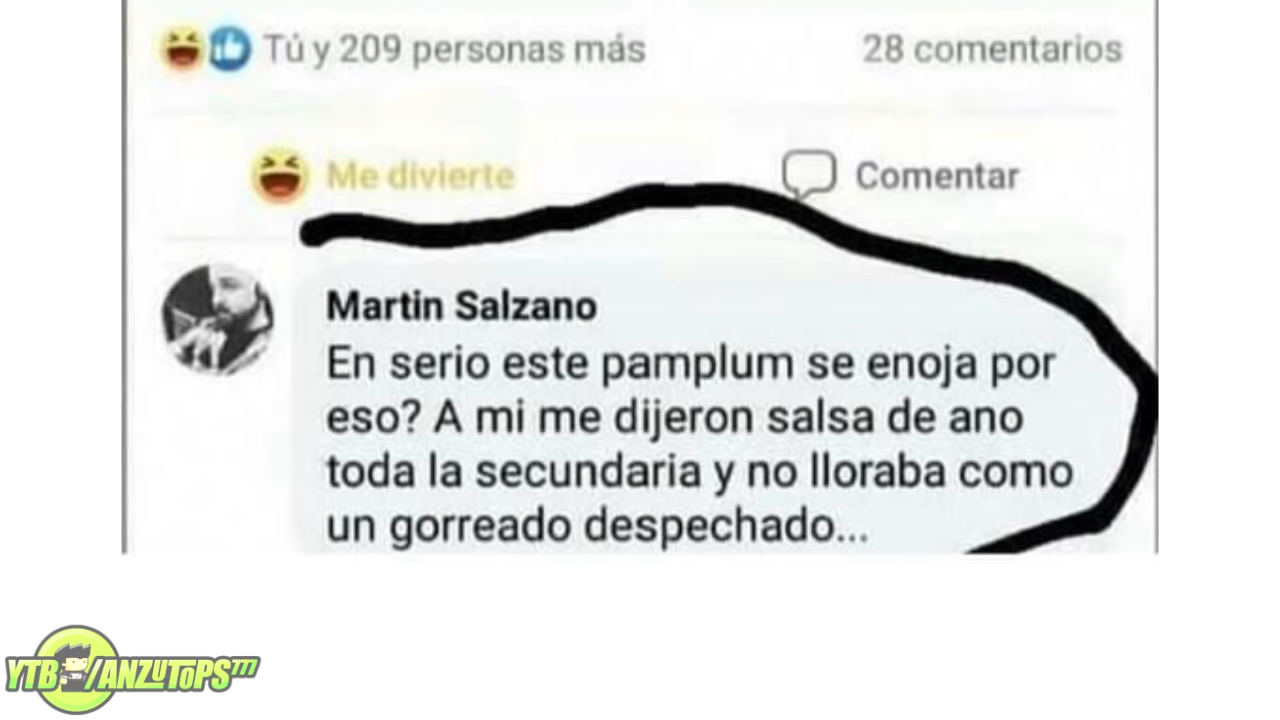 Tú y 209 personas más 28 comentarios
Me divierte Comentar
Martin Salzano
En serio este pamplum se enoja por
eso? A mi me dijeron salsa de ano
toda la secundaria y no lloraba como
un gorreado despechado...
YTB/ANZUTOPS777